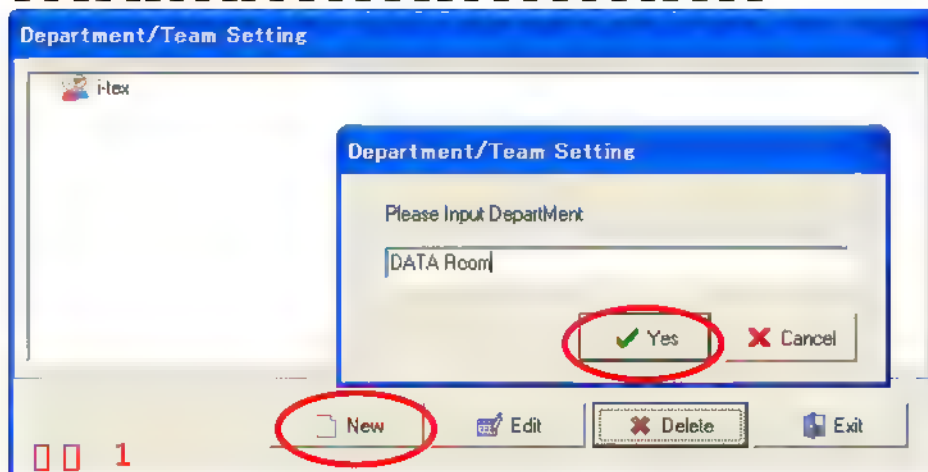 Department/Team Setting
i-tex
Department/Team Setting
Please Input DepartMent
DATA Room
Yes
Cancel
New
Edit
Delete
Exit
1